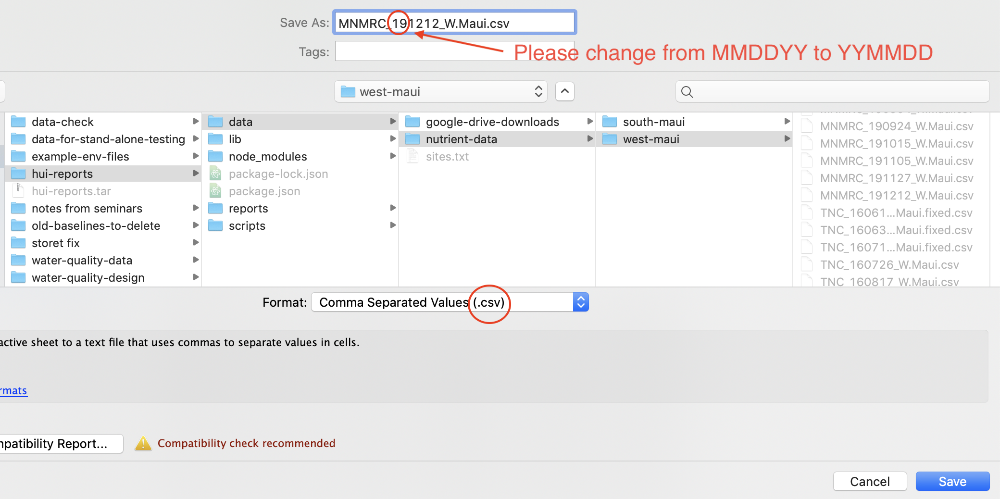 Save As: MNMRC_191212_W.Maui.csv
Tags:
Please change from MMDDYY to YYMMDD
west-maui
data-check
data-for-stand-alone-testing
example-env-files
hui-reports
hui-reports.tar
notes from seminars
old-baselines-to-delete
storet fix
water-quality-data
water-quality-design
data
lib
node_modules
package-lock.json
package.json
reports
scripts
google-drive-downloads
nutrient-data
sites.txt
south-maui
west-maui
MNMRC_190924_W.Maui.csv
MNMRC_191015_W.Maui.csv
MNMRC_191105_W.Maui.csv
MNMRC_191127_W.Maui.csv
MNMRC_191212_W.Maui.csv
TNC_16061...Maui.fixed.csv
TNC_16063...Maui.fixed.csv
TNC_16071...Maui.fixed.csv
TNC_160726_W.Maui.csv
TNC_160817_W.Maui.csv
Format: Comma Separated Values (.csv)
active sheet to a text file that uses commas to separate values in cells.
rmats
mpatibility Report...
Compatibility check recommended
Cancel
Save